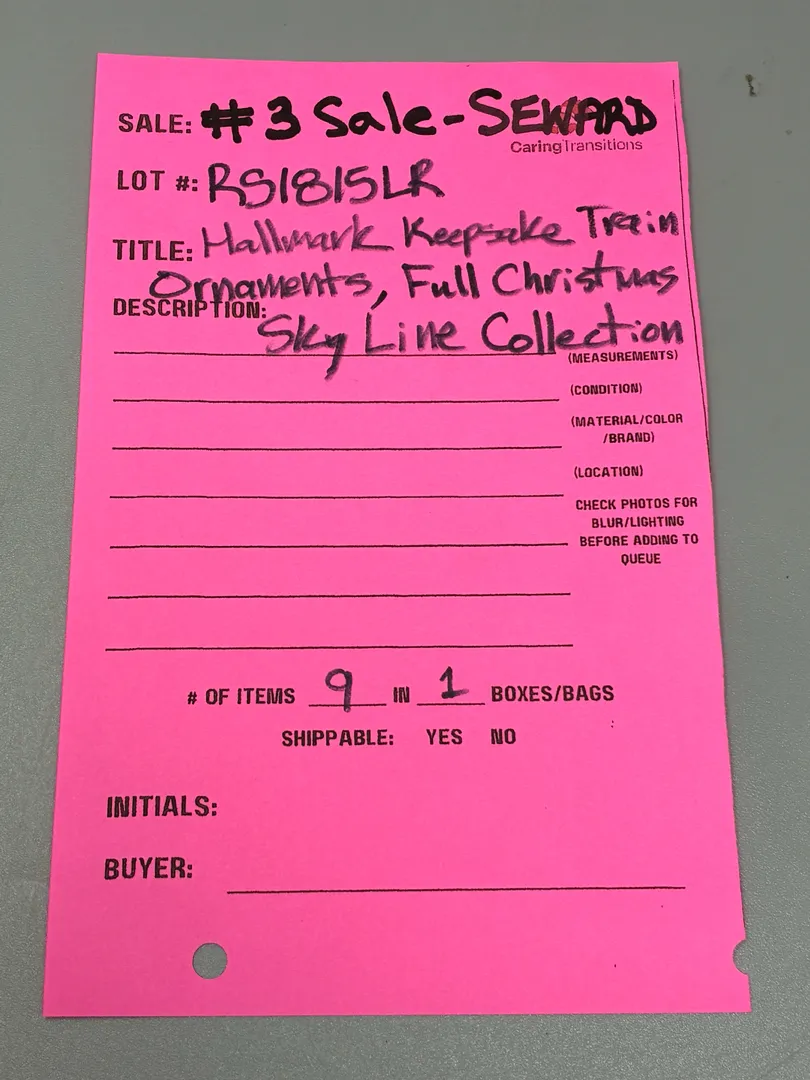 SALE: #3 Sale-SEWARD
CaringTransitions
LOT #: RS1815LR
TITLE: Hallmark Keepsake Train
Ornaments, Full Christmas
DESCRIPTION: Sky Line Collection
(MEASUREMENTS)
(CONDITION)
(MATERIAL/COLOR
/BRAND)
(LOCATION)
CHECK PHOTOS FOR
BLUR/LIGHTING
BEFORE ADDING TO
QUEUE
# OF ITEMS 9 IN 1 BOXES/BAGS
SHIPPABLE: YES NO
INITIALS:
BUYER: